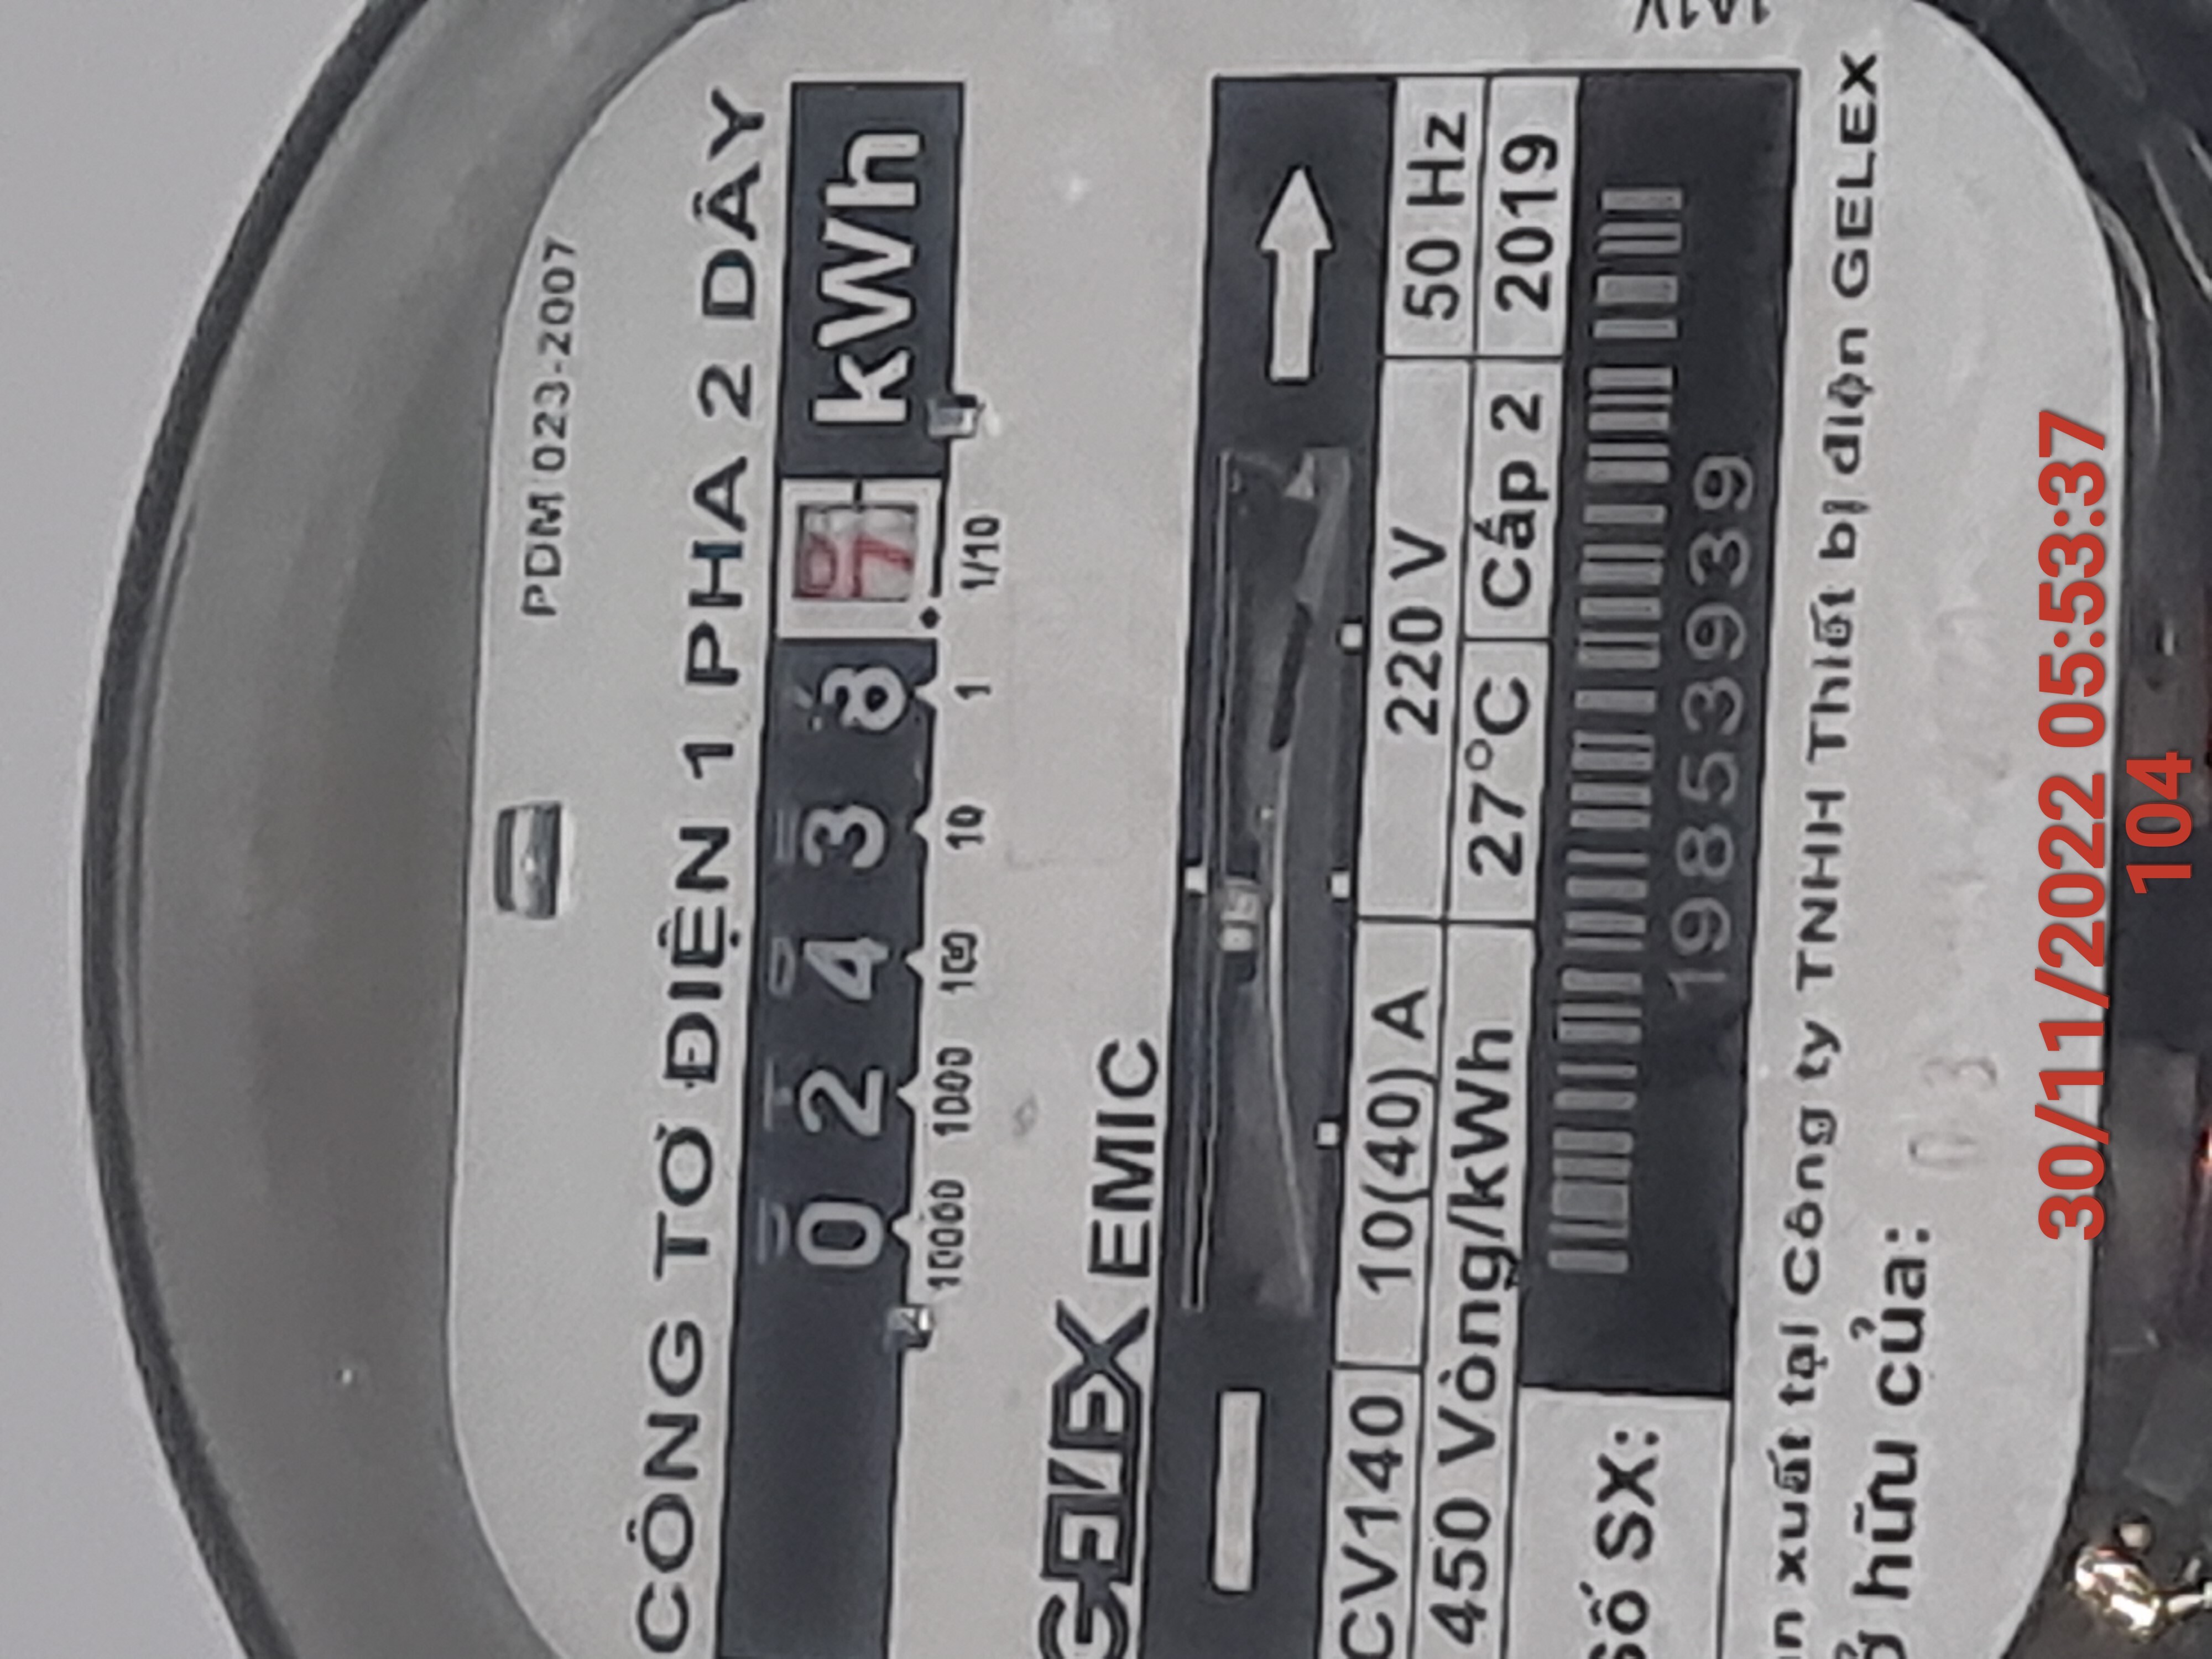 PDM 023-2007
CÔNG TƠ ĐIỆN 1 PHA 2 DÂY
0 2 4 3 8 kWh
10000 1000 100 10 1 1/10
GELEX EMIC
CV140 10(40) A 220 V 50 Hz
450 Vòng/kWh 27°C Cấp 2 2019
Số SX:
198539939
xuất tại Công ty TNHH Thiết bị điện GELEX
hữu của:
03
30/11/2022 05:53:37
104